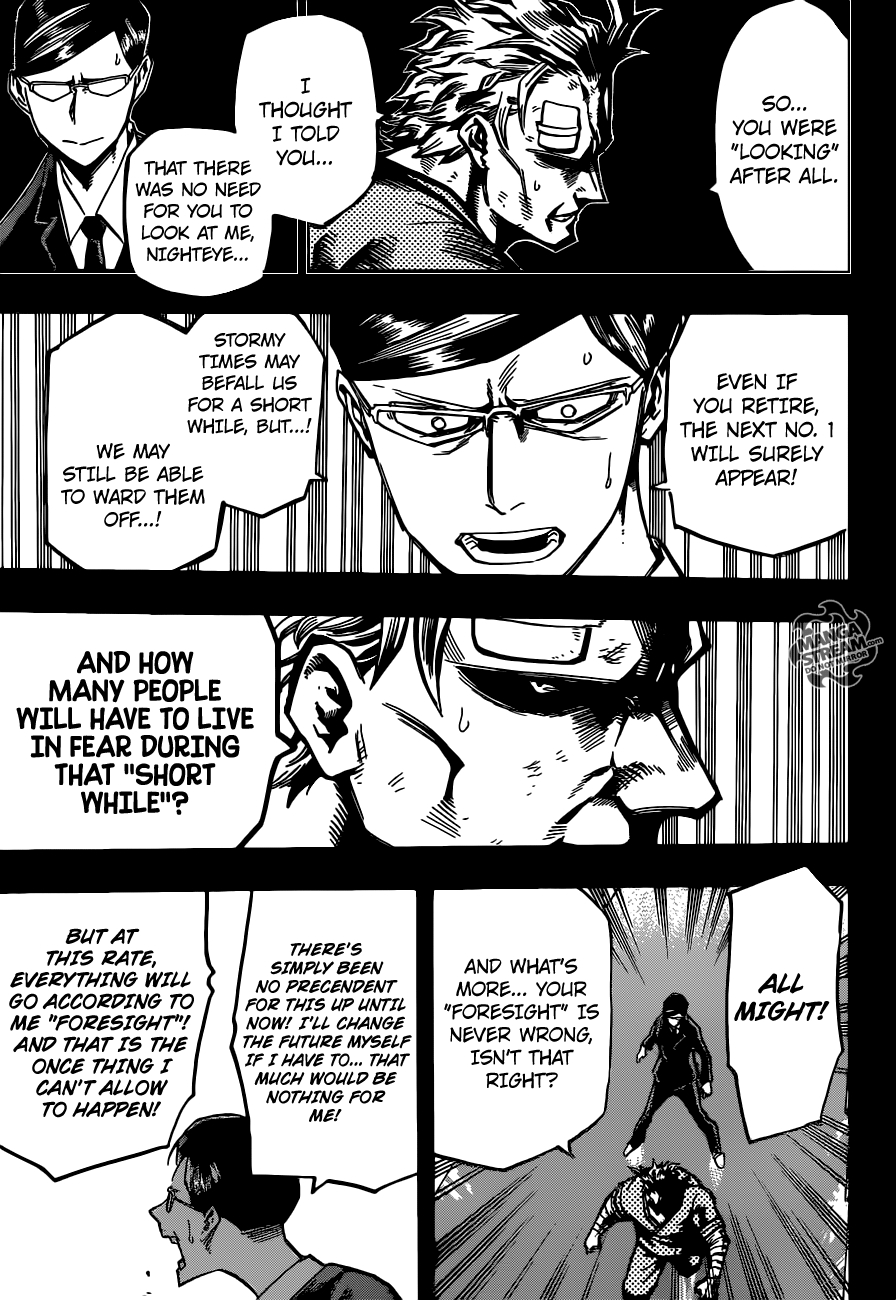 SO...
YOU WERE
"LOOKING"
AFTER ALL.
I
THOUGHT
I TOLD
YOU...
THAT THERE
WAS NO NEED
FOR YOU TO
LOOK AT ME,
NIGHTEYE...
EVEN IF
YOU RETIRE,
THE NEXT NO. 1
WILL SURELY
APPEAR!
STORMY
TIMES MAY
BEFALL US
FOR A SHORT
WHILE, BUT...!
WE MAY
STILL BE ABLE
TO WARD THEM
OFF...!
MANGA
STREAM.com
DO NOT MIRROR
AND HOW
MANY PEOPLE
WILL HAVE TO LIVE
IN FEAR DURING
THAT "SHORT
WHILE"?
ALL
MIGHT!
AND WHAT'S
MORE... YOUR
"FORESIGHT" IS
NEVER WRONG,
ISN'T THAT
RIGHT?
THERE'S
SIMPLY BEEN
NO PRECENDENT
FOR THIS UP UNTIL
NOW! I'LL CHANGE
THE FUTURE MYSELF
IF I HAVE TO... THAT
MUCH WOULD BE
NOTHING FOR
ME!
BUT AT
THIS RATE,
EVERYTHING WILL
GO ACCORDING TO
ME "FORESIGHT"!
AND THAT IS THE
ONCE THING I
CAN'T ALLOW
TO HAPPEN!